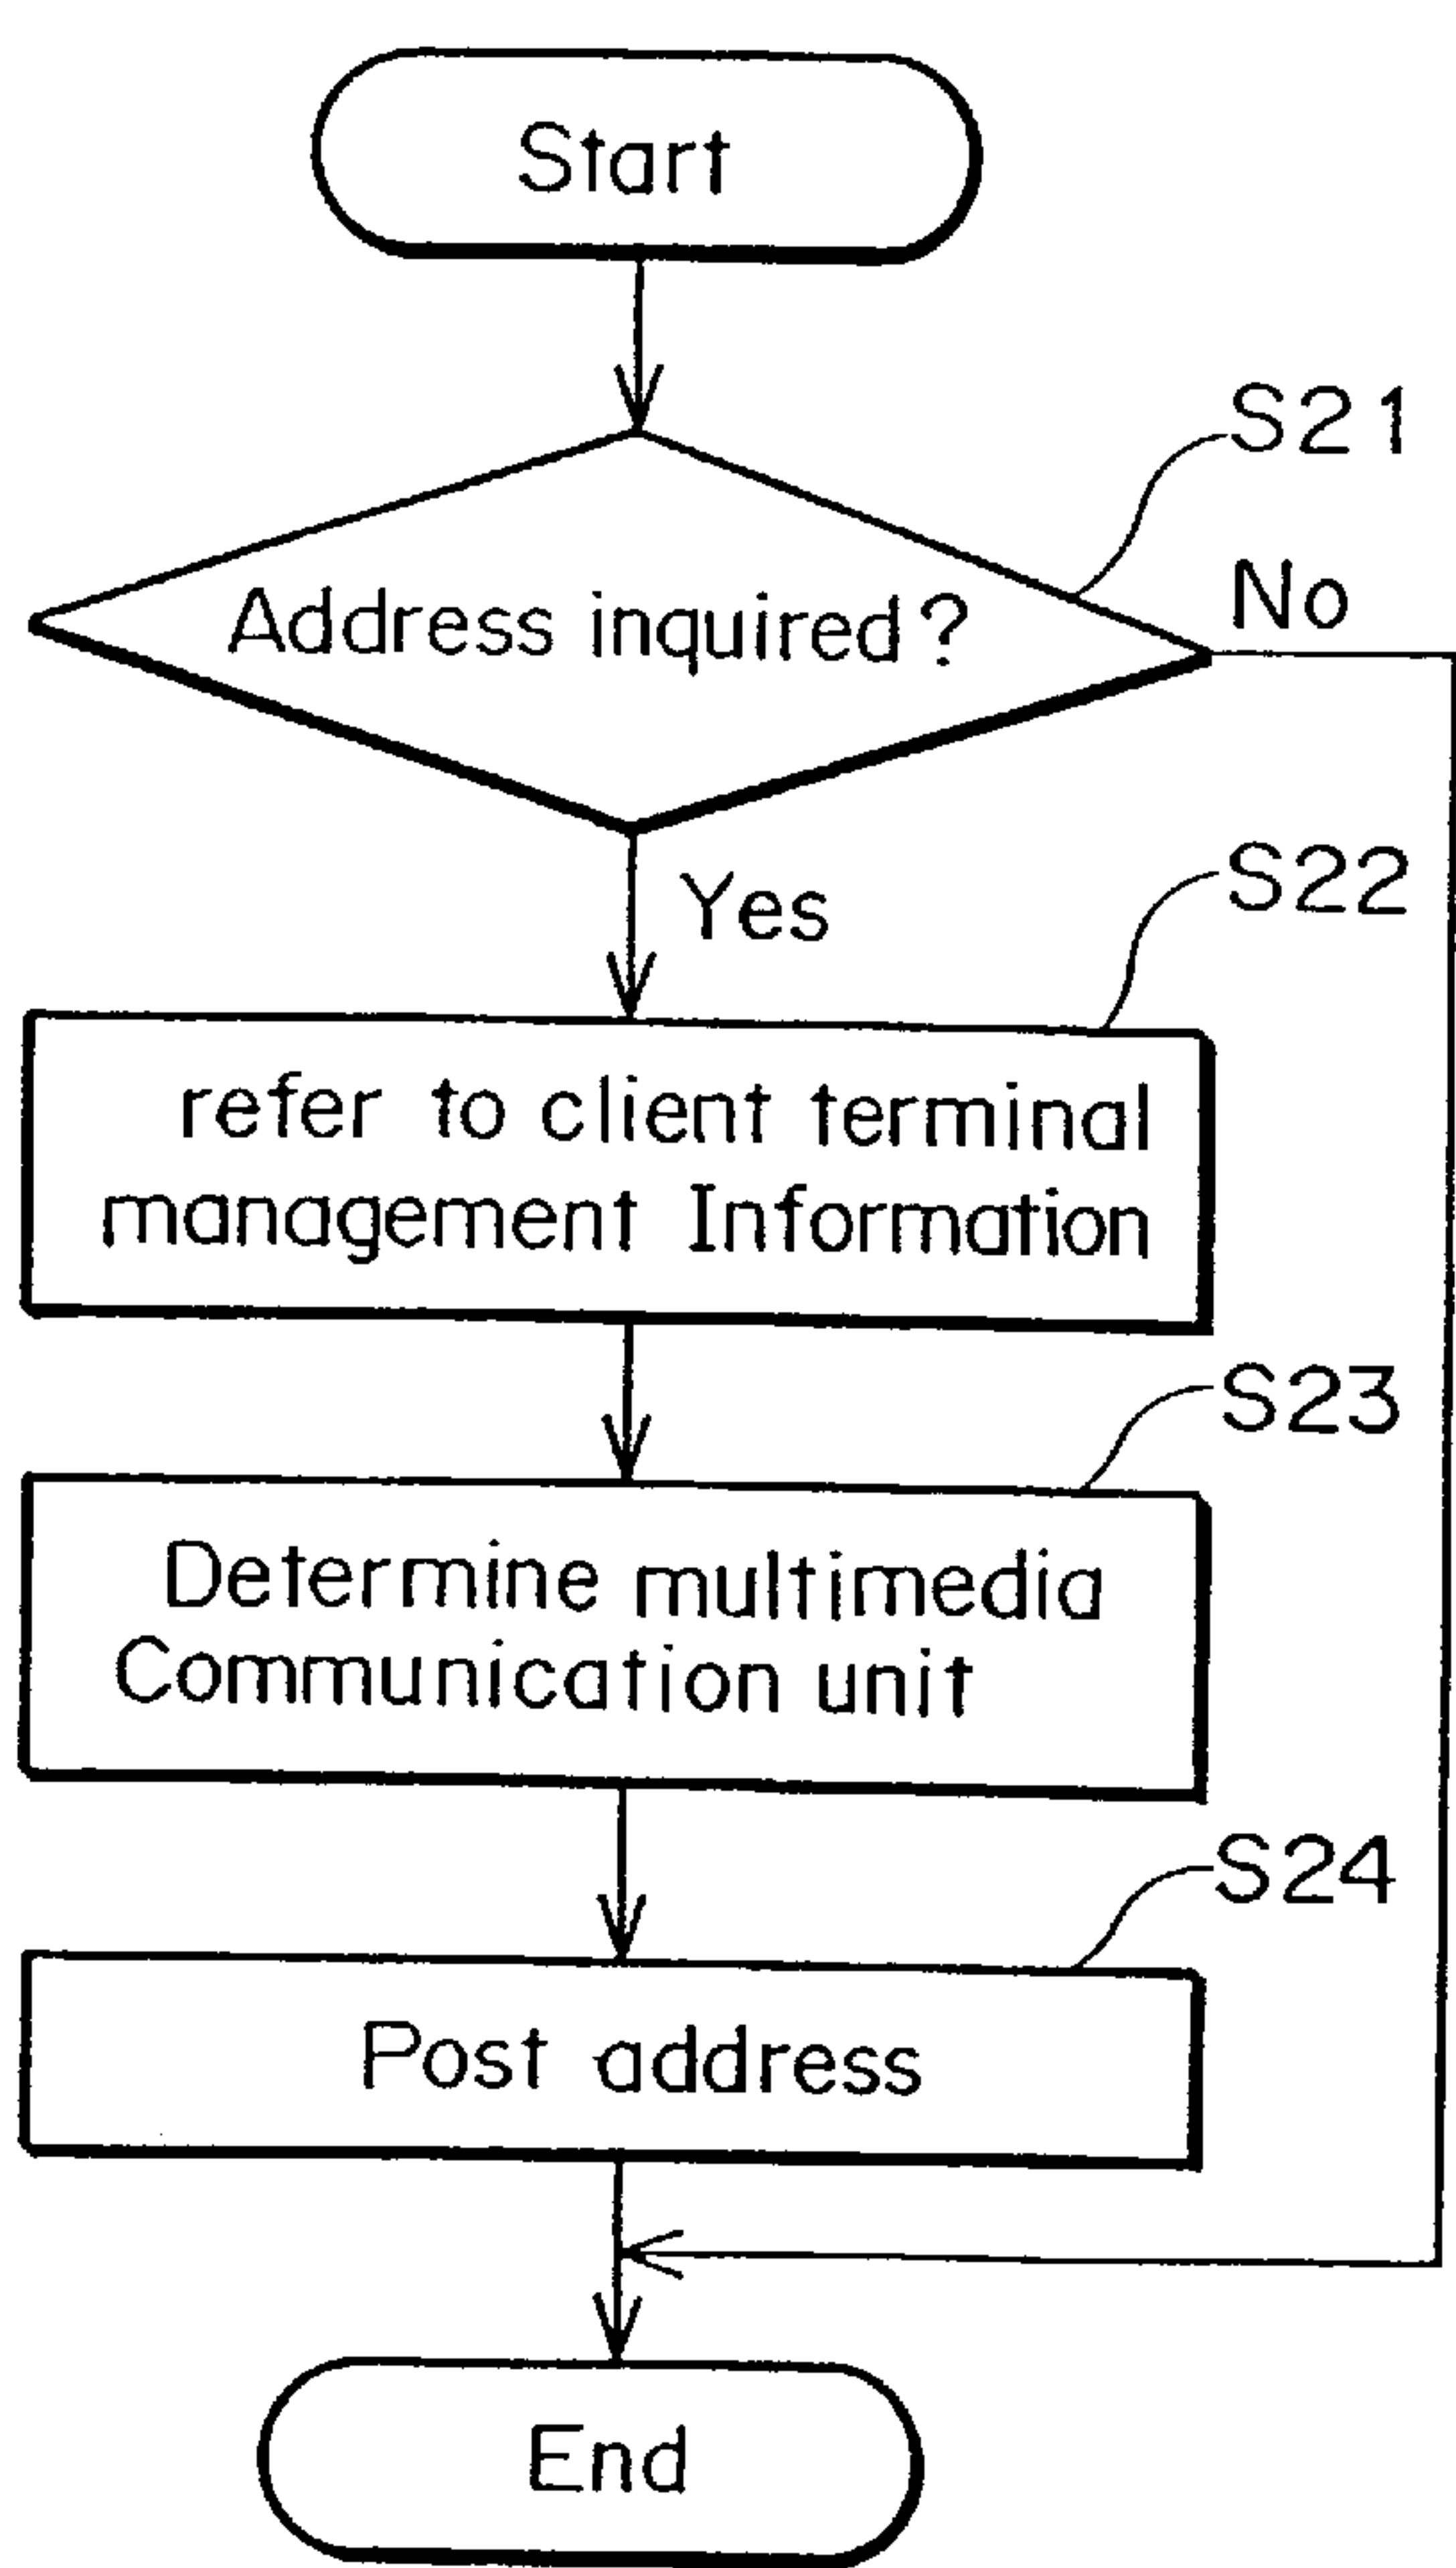 Start
S21
Address inquired?
No
Yes
S22
refer to client terminal
management Information
S23
Determine multimedia
Communication unit
S24
Post address
End